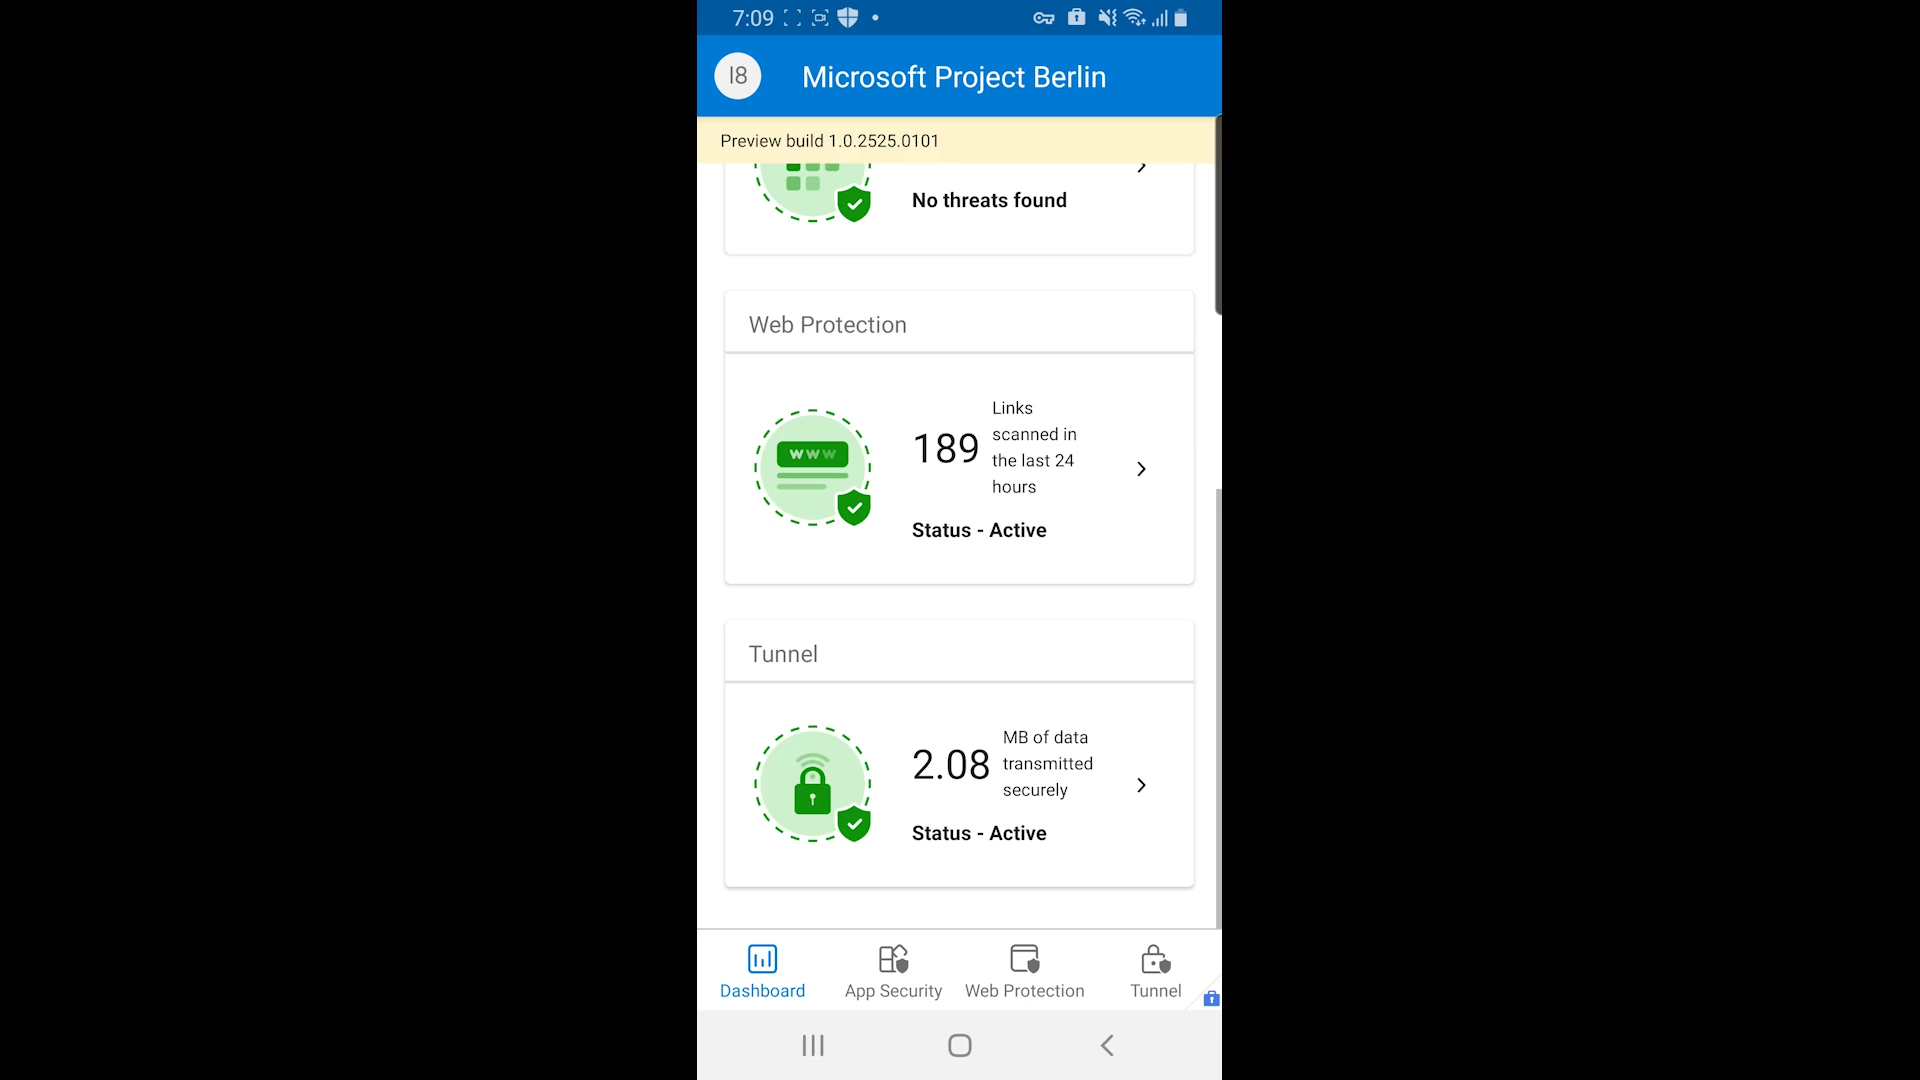 7:09
I8
Microsoft Project Berlin
Preview build 1.0.2525.0101
No threats found
Web Protection
www
189
Links
scanned in
the last 24
hours
Status - Active
Tunnel
2.08
MB of data
transmitted
securely
Status - Active
Dashboard
App Security
Web Protection
Tunnel